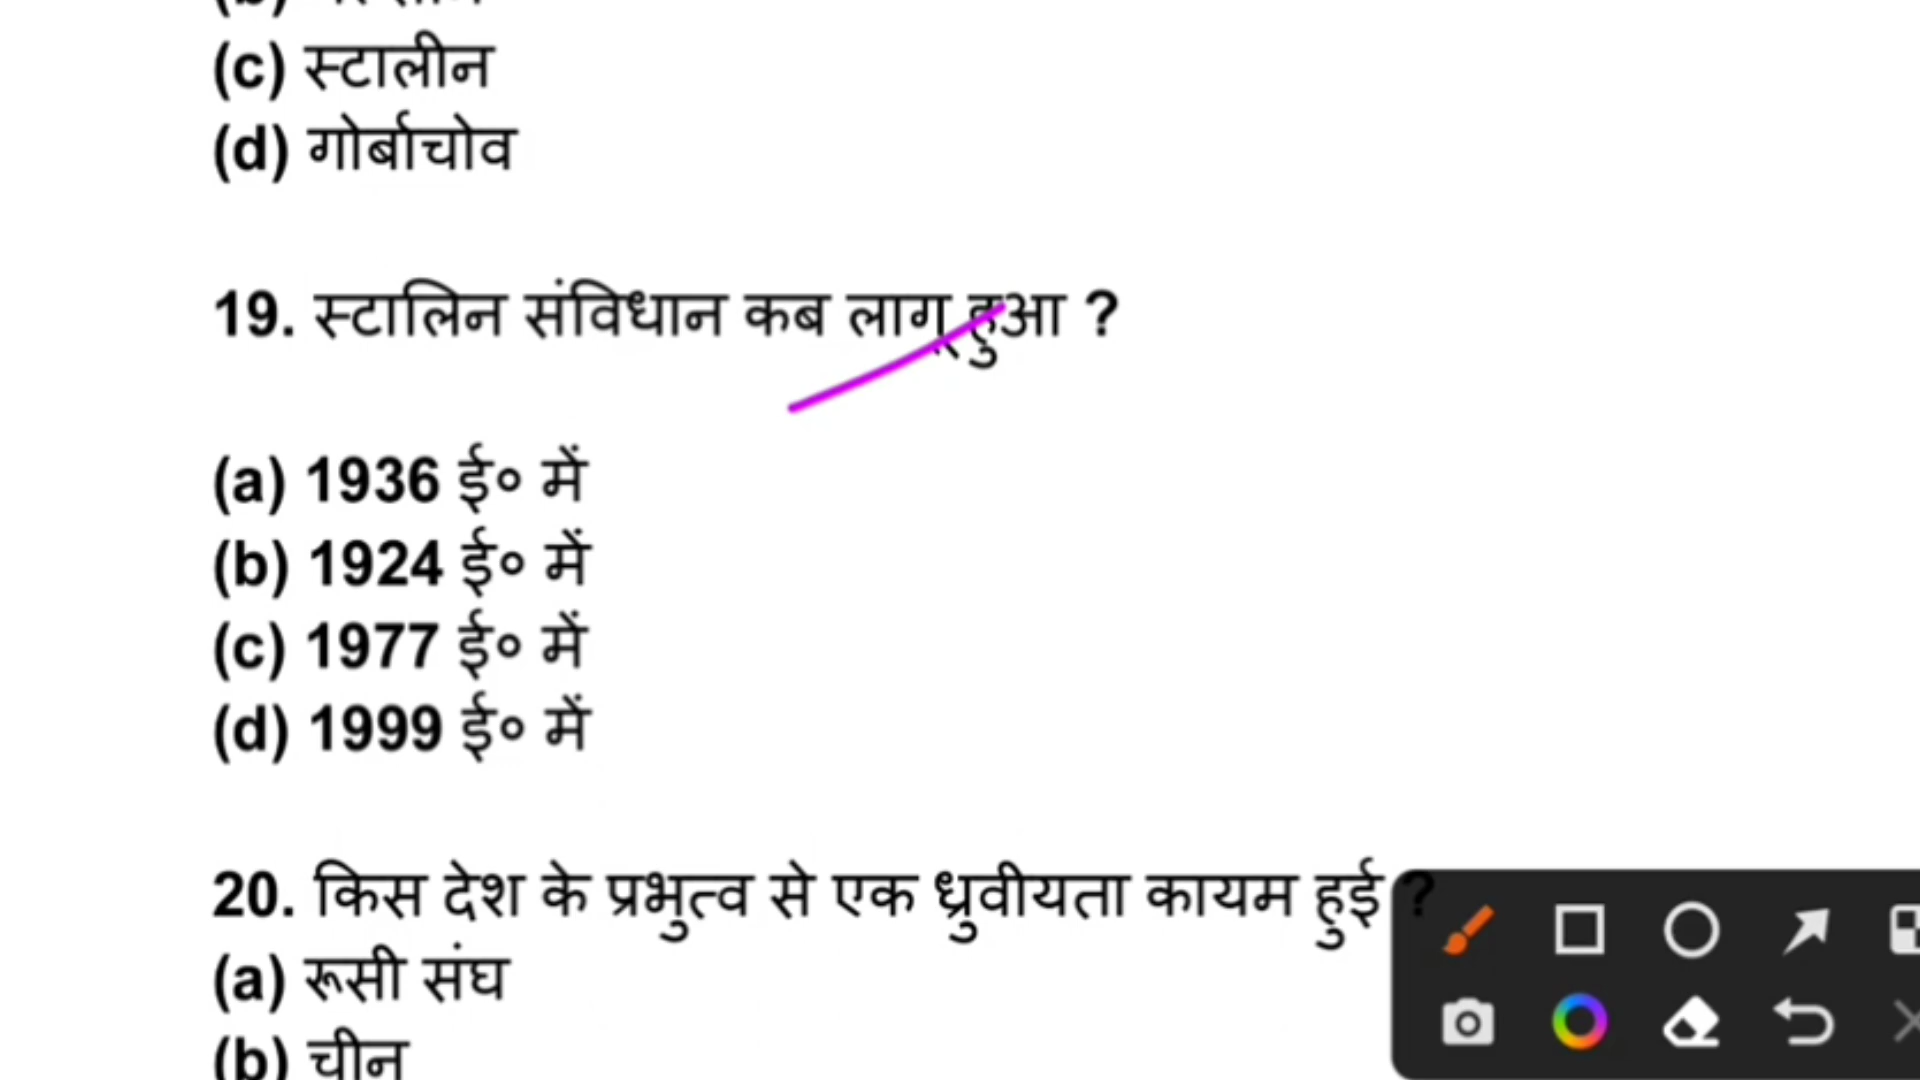 (c) स्टालीन
(d) गोर्बाचोव
19. स्टालिन संविधान कब लागू हुआ ?
(a) 1936 ई० में
(b) 1924 ई० में
(c) 1977 ई० में
(d) 1999 ई० में
20. किस देश के प्रभुत्व से एक ध्रुवीयता कायम हुई ?
(a) रूसी संघ
(b) चीन